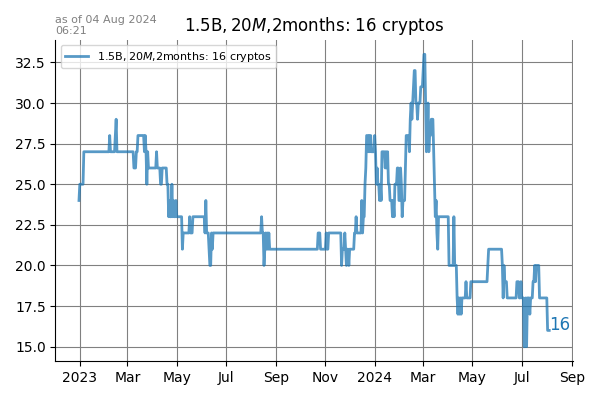 as of 04 Aug 2024
06:21
1.5B, 20M,2months: 16 cryptos
1.5B, 20M,2months: 16 cryptos
32.5
30.0
27.5
25.0
22.5
20.0
17.5
15.0
16
2023 Mar May Jul Sep Nov 2024 Mar May Jul Sep